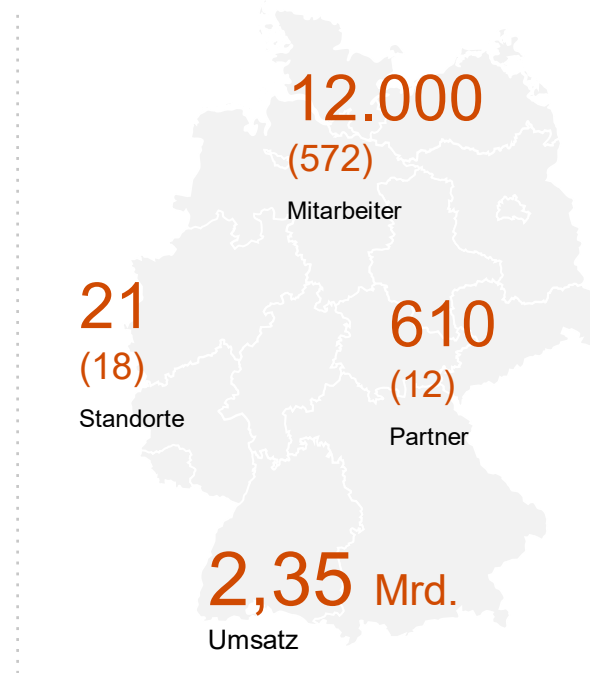 12.000
(572)
Mitarbeiter
21
(18)
Standorte
610
(12)
Partner
2,35 Mrd.
Umsatz